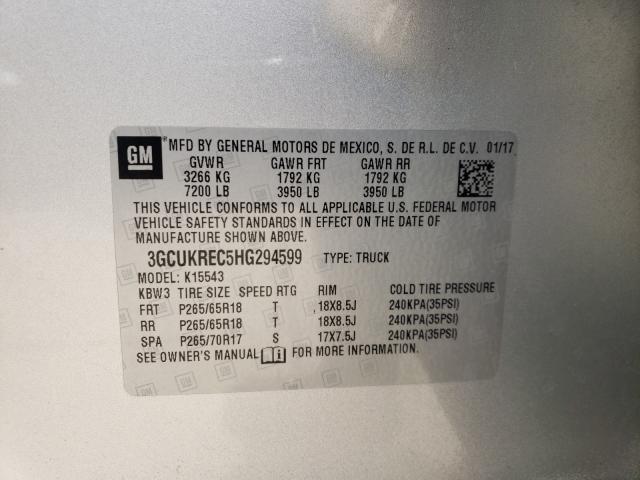 GM ® MFD BY GENERAL MOTORS DE MEXICO, S. DE R.L. DE C.V. 01/17
GVWR GAWR FRT GAWR RR
3266 KG 1792 KG 1792 KG
7200 LB 3950 LB 3950 LB
THIS VEHICLE CONFORMS TO ALL APPLICABLE U.S. FEDERAL MOTOR
VEHICLE SAFETY STANDARDS IN EFFECT ON THE DATE OF
MANUFACTURE SHOWN ABOVE.
3GCUKREC5HG294599 TYPE: TRUCK
MODEL: K15543
KBW3 TIRE SIZE SPEED RTG RIM COLD TIRE PRESSURE
FRT P265/65R18 T 18X8.5J 240KPA(35PSI)
RR P265/65R18 T 18X8.5J 240KPA(35PSI)
SPA P265/70R17 S 17X7.5J 240KPA(35PSI)
SEE OWNER'S MANUAL FOR MORE INFORMATION.